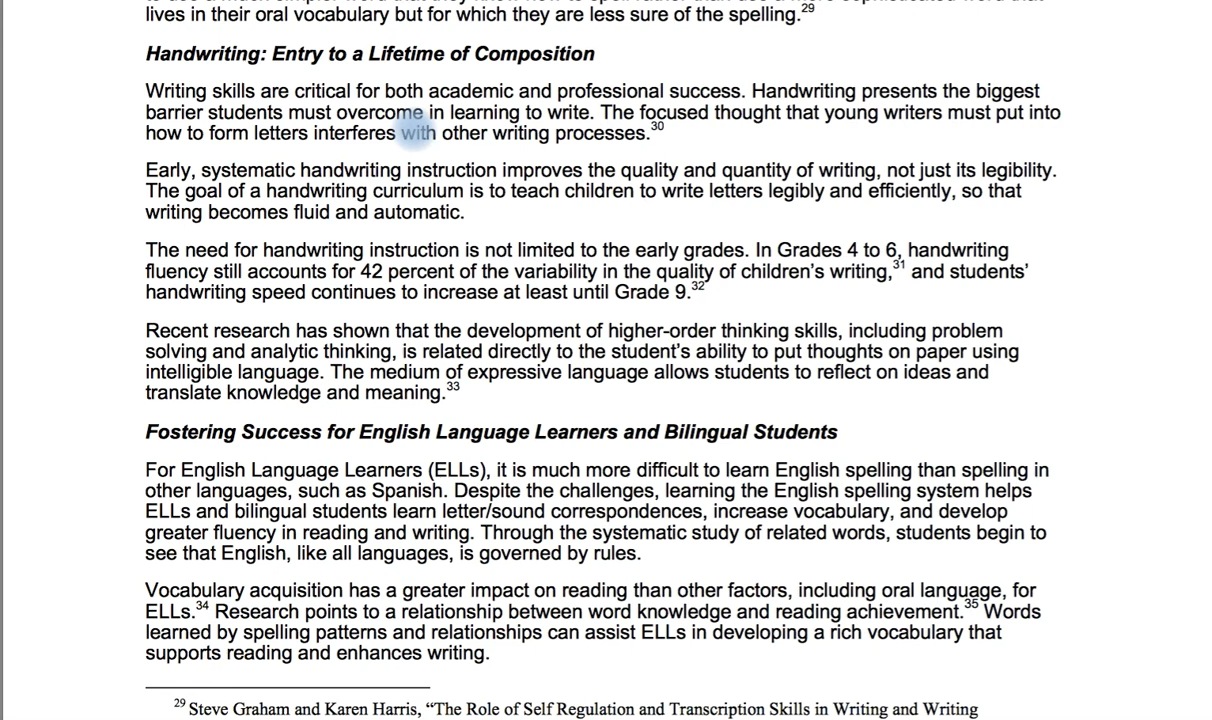 lives in their oral vocabulary but for which they are less sure of the spelling.29
Handwriting: Entry to a Lifetime of Composition
Writing skills are critical for both academic and professional success. Handwriting presents the biggest
barrier students must overcome in learning to write. The focused thought that young writers must put into
how to form letters interferes with other writing processes.30
Early, systematic handwriting instruction improves the quality and quantity of writing, not just its legibility.
The goal of a handwriting curriculum is to teach children to write letters legibly and efficiently, so that
writing becomes fluid and automatic.
The need for handwriting instruction is not limited to the early grades. In Grades 4 to 6, handwriting
fluency still accounts for 42 percent of the variability in the quality of children's writing,31 and students'
handwriting speed continues to increase at least until Grade 9.32
Recent research has shown that the development of higher-order thinking skills, including problem
solving and analytic thinking, is related directly to the student's ability to put thoughts on paper using
intelligible language. The medium of expressive language allows students to reflect on ideas and
translate knowledge and meaning.33
Fostering Success for English Language Learners and Bilingual Students
For English Language Learners (ELLs), it is much more difficult to learn English spelling than spelling in
other languages, such as Spanish. Despite the challenges, learning the English spelling system helps
ELLs and bilingual students learn letter/sound correspondences, increase vocabulary, and develop
greater fluency in reading and writing. Through the systematic study of related words, students begin to
see that English, like all languages, is governed by rules.
Vocabulary acquisition has a greater impact on reading than other factors, including oral language, for
ELLs.34 Research points to a relationship between word knowledge and reading achievement.35 Words
learned by spelling patterns and relationships can assist ELLs in developing a rich vocabulary that
supports reading and enhances writing.
29 Steve Graham and Karen Harris, “The Role of Self Regulation and Transcription Skills in Writing and Writing